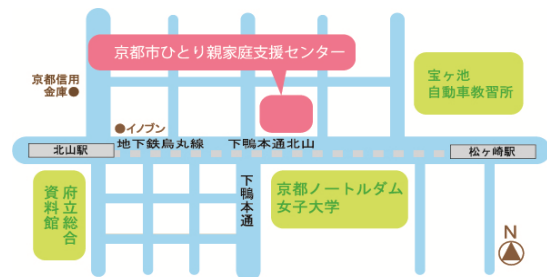 京都市ひとり親家庭支援センター
宝ヶ池
自動車教習所
京都信用
金庫●
●イノブン
地下鉄烏丸線
下鴨本通北山
北山駅
松ヶ崎駅
府立総合
資料館
下鴨本通
京都ノートルダム
女子大学
N